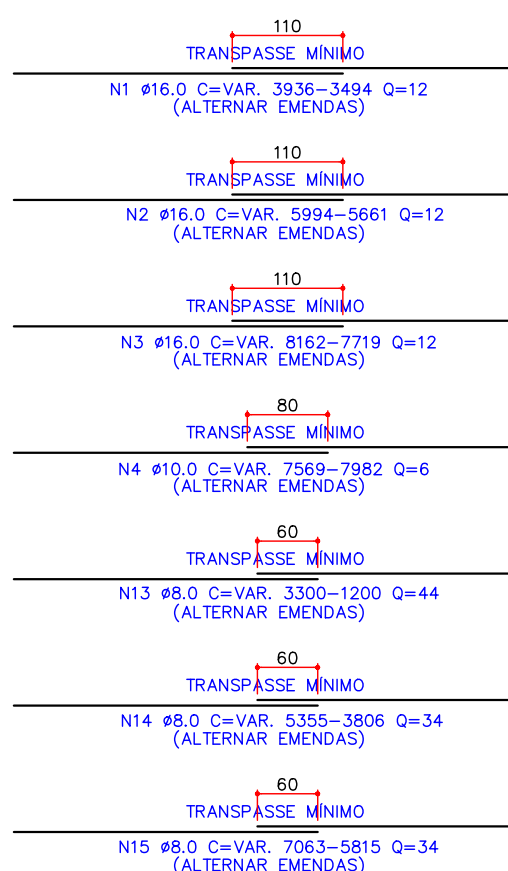 110
TRANSPASSE MÍNIMO
N1 ø16.0 C=VAR. 3936-3494 Q=12
(ALTERNAR EMENDAS)
110
TRANSPASSE MÍNIMO
N2 ø16.0 C=VAR. 5994-5661 Q=12
(ALTERNAR EMENDAS)
110
TRANSPASSE MÍNIMO
N3 ø16.0 C=VAR. 8162-7719 Q=12
(ALTERNAR EMENDAS)
80
TRANSPASSE MÍNIMO
N4 ø10.0 C=VAR. 7569-7982 Q=6
(ALTERNAR EMENDAS)
60
TRANSPASSE MÍNIMO
N13 ø8.0 C=VAR. 3300-1200 Q=44
(ALTERNAR EMENDAS)
60
TRANSPASSE MÍNIMO
N14 ø8.0 C=VAR. 5355-3806 Q=34
(ALTERNAR EMENDAS)
60
TRANSPASSE MÍNIMO
N15 ø8.0 C=VAR. 7063-5815 Q=34
(ALTERNAR EMENDAS)